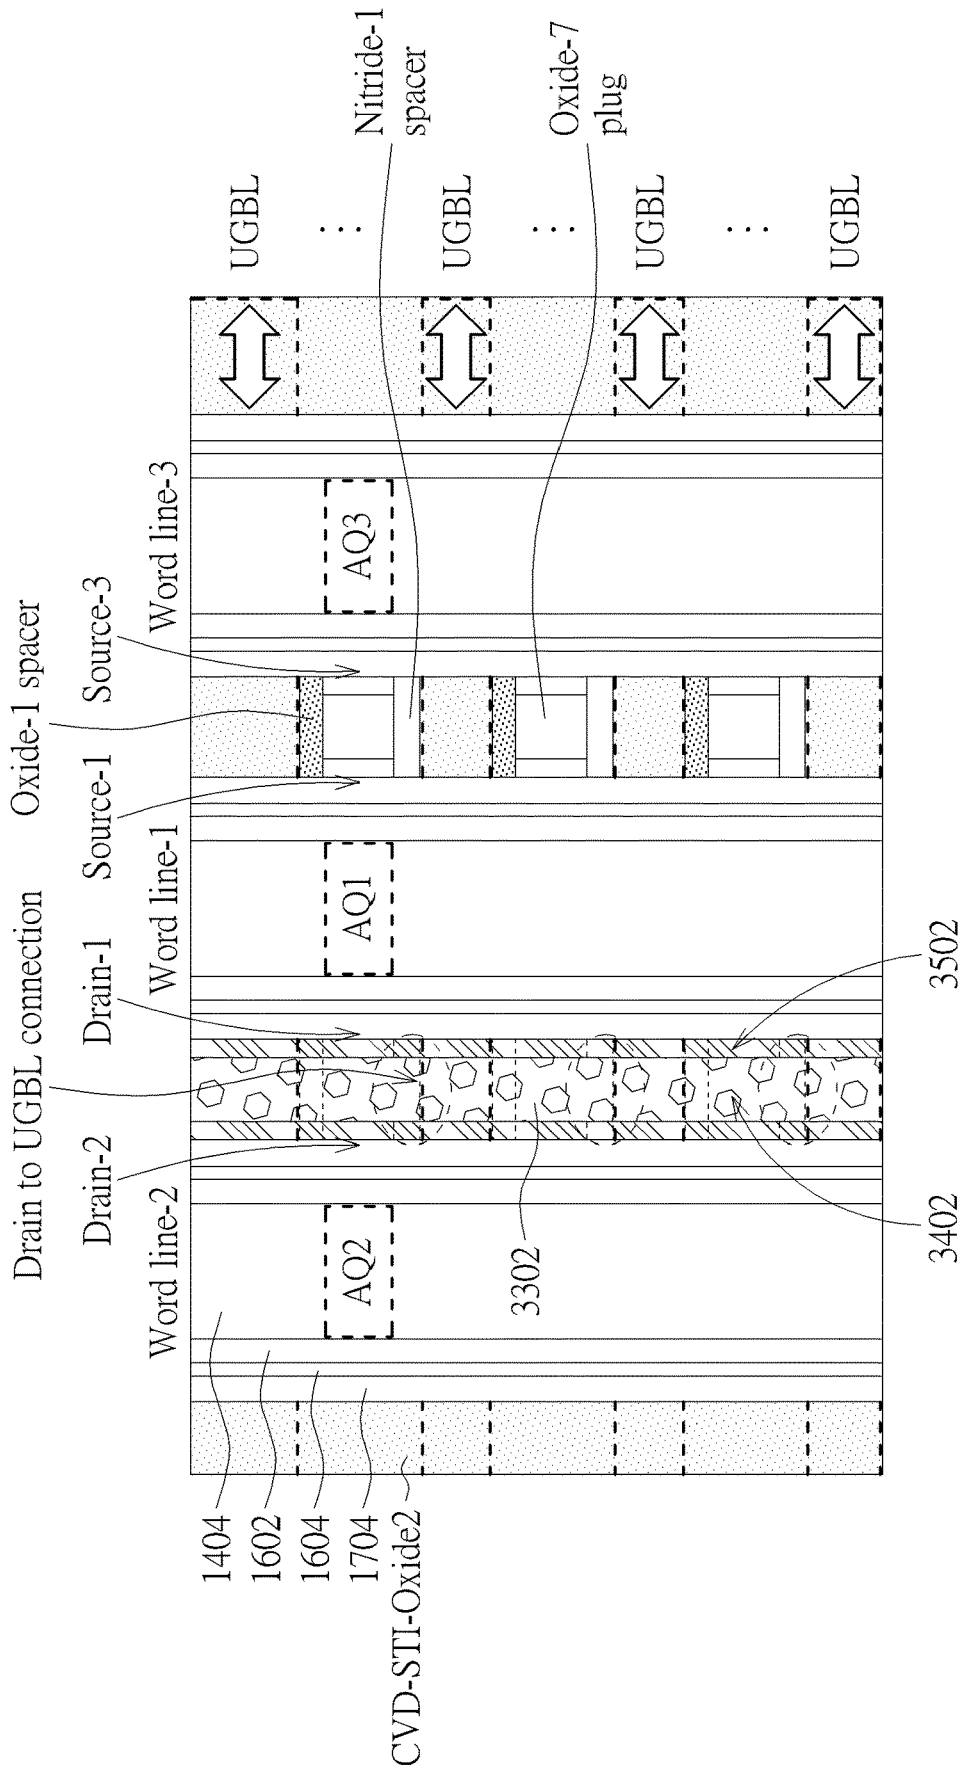 Drain to UGBL connection
Oxide-1 spacer
Drain-2
Drain-1
Source-1
Source-3
Word line-2
Word line-1
Word line-3
1404
1602
1604
1704
CVD-STI-Oxide2
AQ2
AQ1
AQ3
3302
3402
3502
UGBL
...
UGBL
...
UGBL
...
UGBL
Nitride-1
spacer
Oxide-7
plug